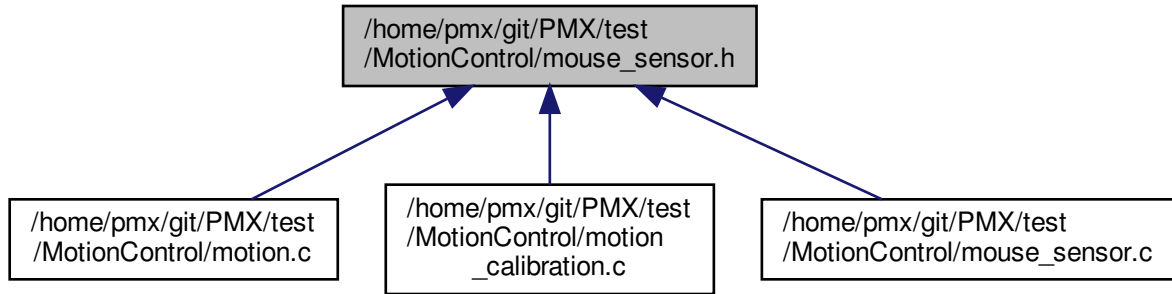 /home/pmx/git/PMX/test
/MotionControl/mouse_sensor.h
/home/pmx/git/PMX/test
/MotionControl/motion.c
/home/pmx/git/PMX/test
/MotionControl/motion
_calibration.c
/home/pmx/git/PMX/test
/MotionControl/mouse_sensor.c